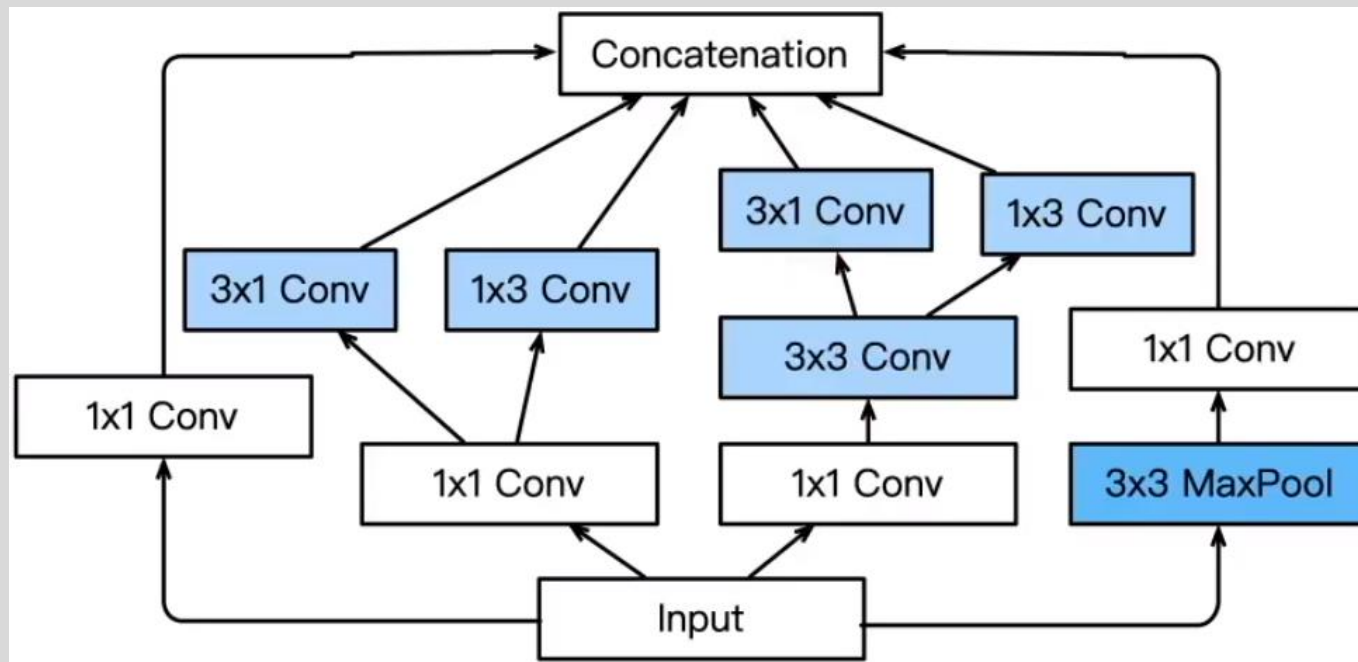 Concatenation
3x1 Conv
1x3 Conv
3x1 Conv
1x3 Conv
3x3 Conv
1x1 Conv
1x1 Conv
1x1 Conv
1x1 Conv
3x3 MaxPool
Input